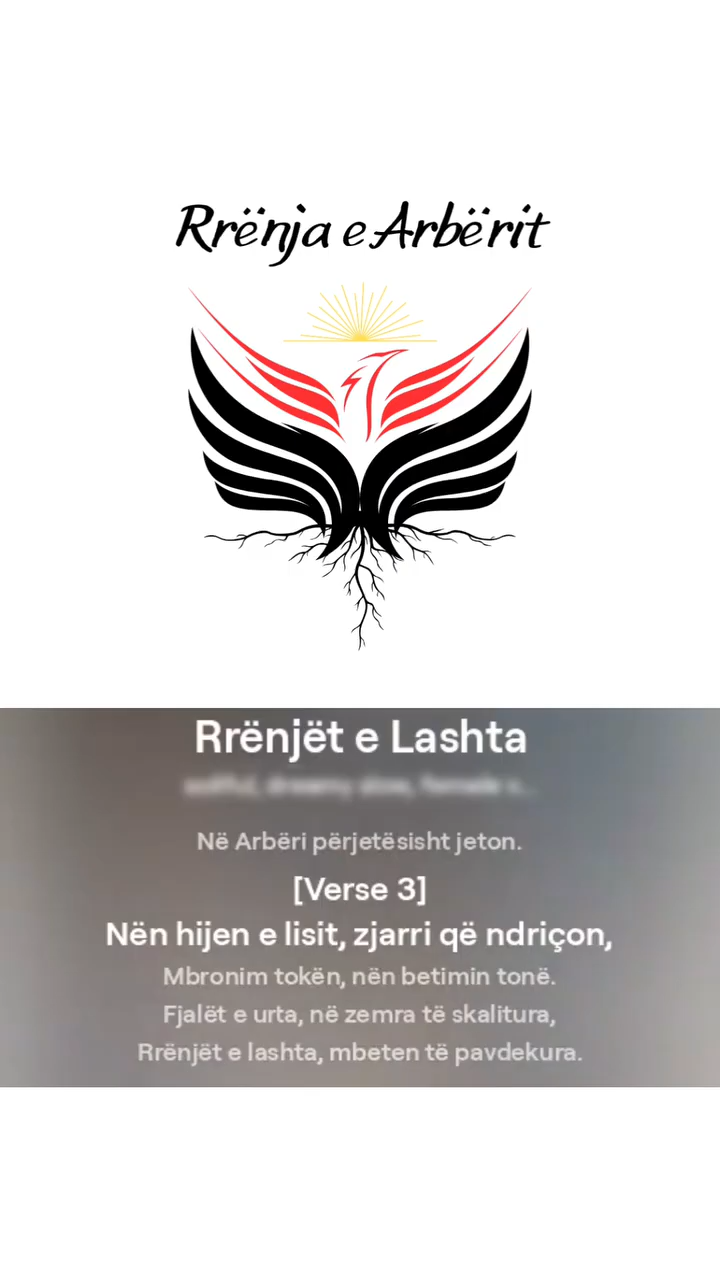 Rrënja e Arbërit
Rrënjët e Lashta
Në Arbëri përjetësisht jeton.
[Verse 3]
Nën hijen e lisit, zjarri që ndriçon,
Mbronim tokën, nën betimin tonë.
Fjalët e urta, në zemra të skalitura,
Rrënjët e lashta, mbeten të pavdekura.